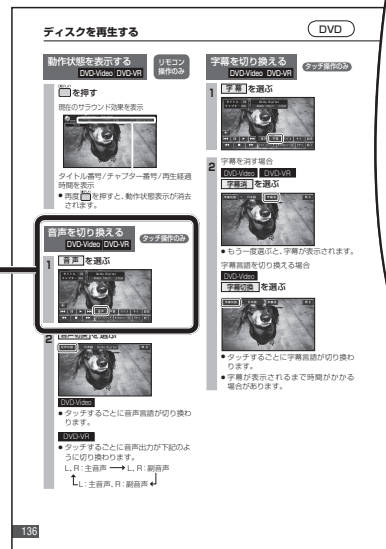 ディスクを再生する
DVD
動作状態を表示する
DVD-Video DVD-VR
リモコン
操作のみ
を押す
現在のサラウンド効果を表示
タイトル番号/チャプター番号/再生経過
時間を表示
● 再度 を押すと、動作状態表示が消去
されます。
音声を切り換える
DVD-Video DVD-VR
タッチ操作のみ
1 音声 を選ぶ
音声
2 音声切換 を選ぶ
DVD-Video
● タッチするごとに音声言語が切り換わ
ります。
DVD-VR
● タッチするごとに音声出力が下記のよ
うに切り換わります。
L、R：主音声 → L、R：副音声
L：主音声、R：副音声
字幕を切り換える
DVD-Video DVD-VR
タッチ操作のみ
1 字幕 を選ぶ
2 字幕を消す場合
DVD-Video DVD-VR
字幕消 を選ぶ
● もう一度選ぶと、字幕が表示されます。
字幕言語を切り換える場合
DVD-Video
字幕切換 を選ぶ
● タッチするごとに字幕言語が切り換わ
ります。
● 字幕が表示されるまで時間がかかる
場合があります。
136